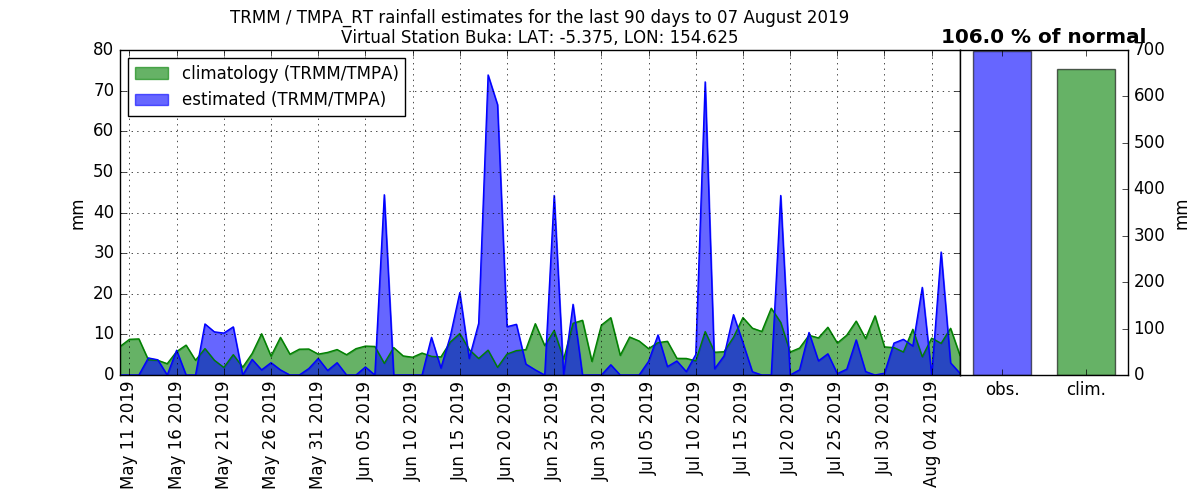 TRMM / TMPA_RT rainfall estimates for the last 90 days to 07 August 2019
Virtual Station Buka: LAT: -5.375, LON: 154.625
106.0 % of normal
climatology (TRMM/TMPA)
estimated (TRMM/TMPA)
80
70
60
50
40
30
20
10
0
mm
700
600
500
400
300
200
100
0
mm
obs.
clim.
May 11 2019
May 16 2019
May 21 2019
May 26 2019
May 31 2019
Jun 05 2019
Jun 10 2019
Jun 15 2019
Jun 20 2019
Jun 25 2019
Jun 30 2019
Jul 05 2019
Jul 10 2019
Jul 15 2019
Jul 20 2019
Jul 25 2019
Jul 30 2019
Aug 04 2019